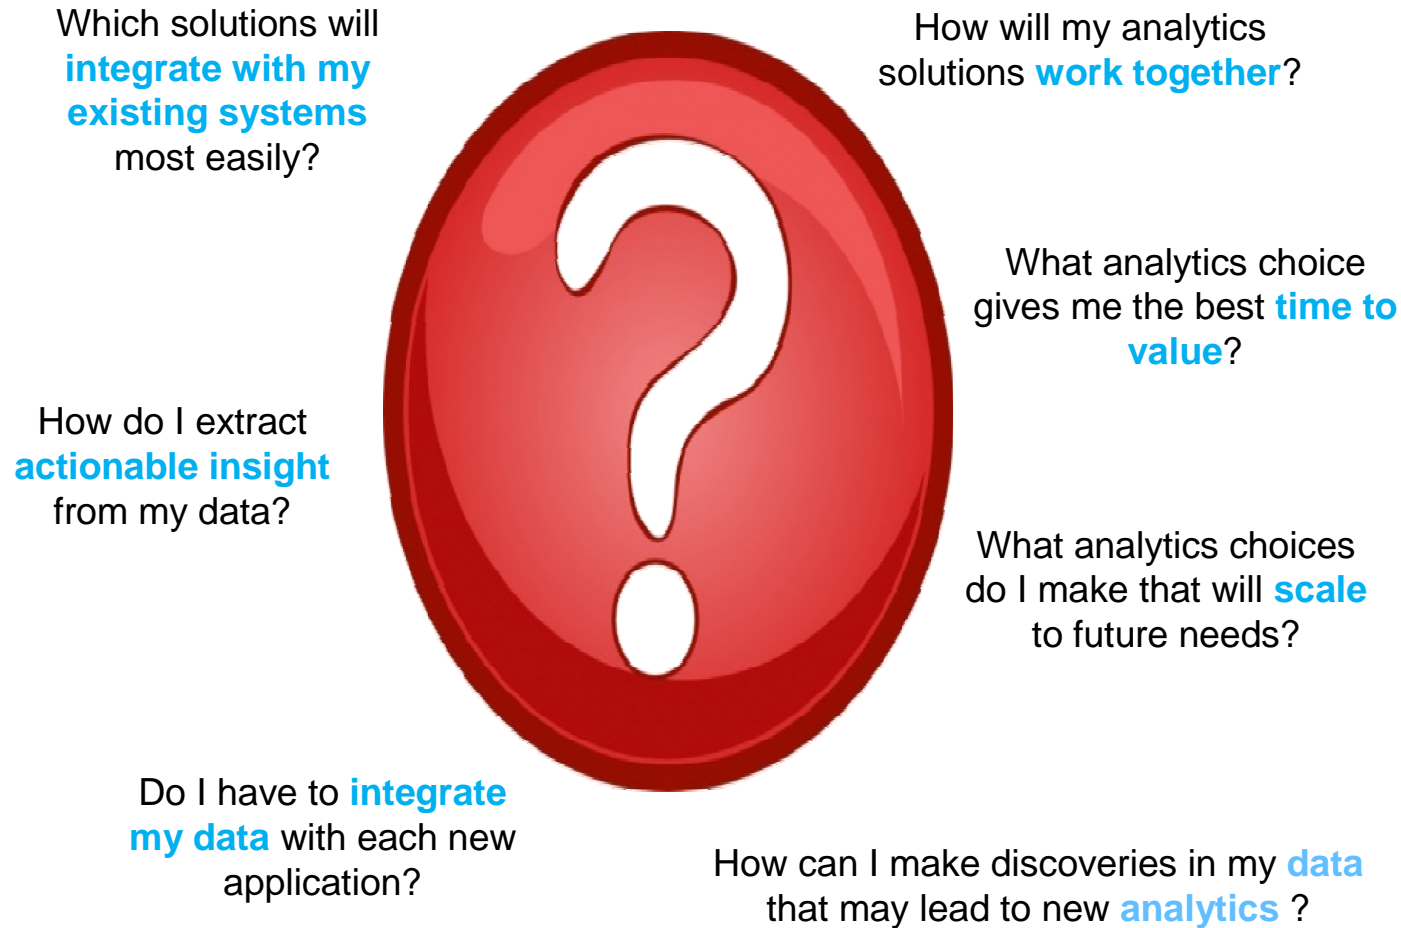 Which solutions will
integrate with my
existing systems
most easily?
How will my analytics
solutions work together?
What analytics choice
gives me the best time to
value?
How do I extract
actionable insight
from my data?
What analytics choices
do I make that will scale
to future needs?
Do I have to integrate
my data with each new
application?
How can I make discoveries in my data
that may lead to new analytics ?
?